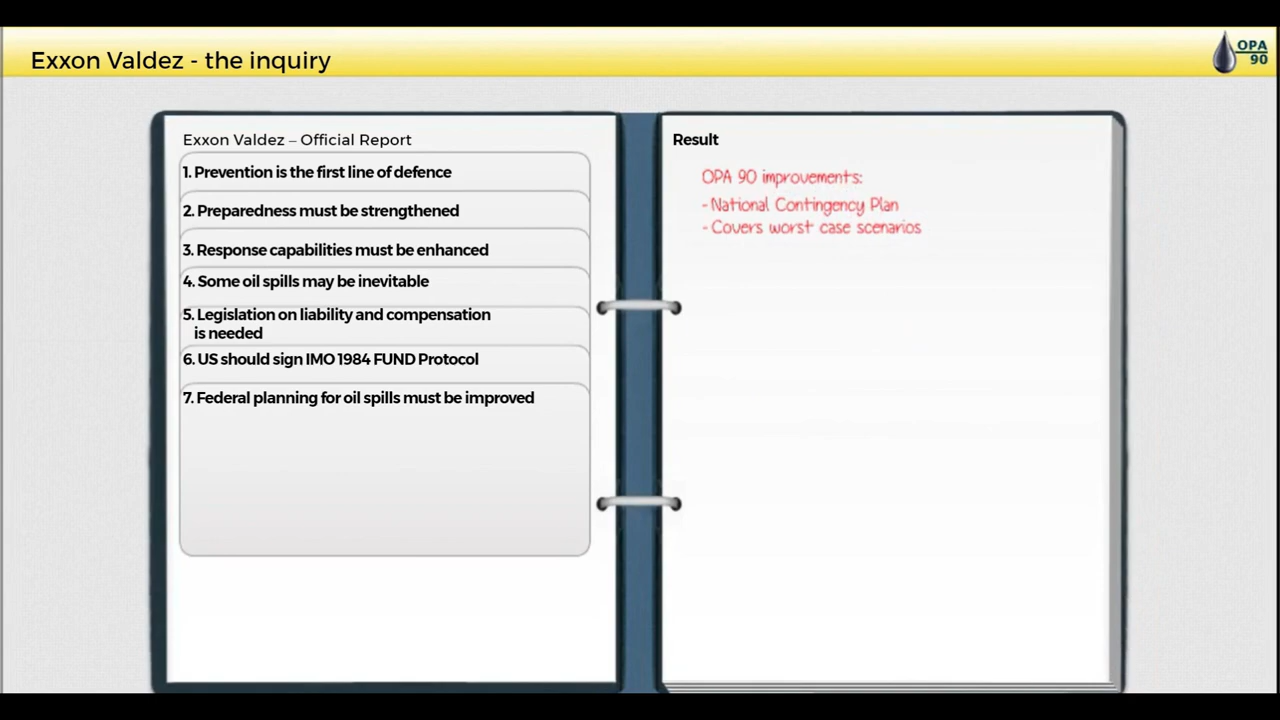 Exxon Valdez - the inquiry
OPA
90
Exxon Valdez – Official Report
1. Prevention is the first line of defence
2. Preparedness must be strengthened
3. Response capabilities must be enhanced
4. Some oil spills may be inevitable
5. Legislation on liability and compensation
is needed
6. US should sign IMO 1984 FUND Protocol
7. Federal planning for oil spills must be improved
Result
OPA 90 improvements:
- National Contingency Plan
- Covers worst case scenarios